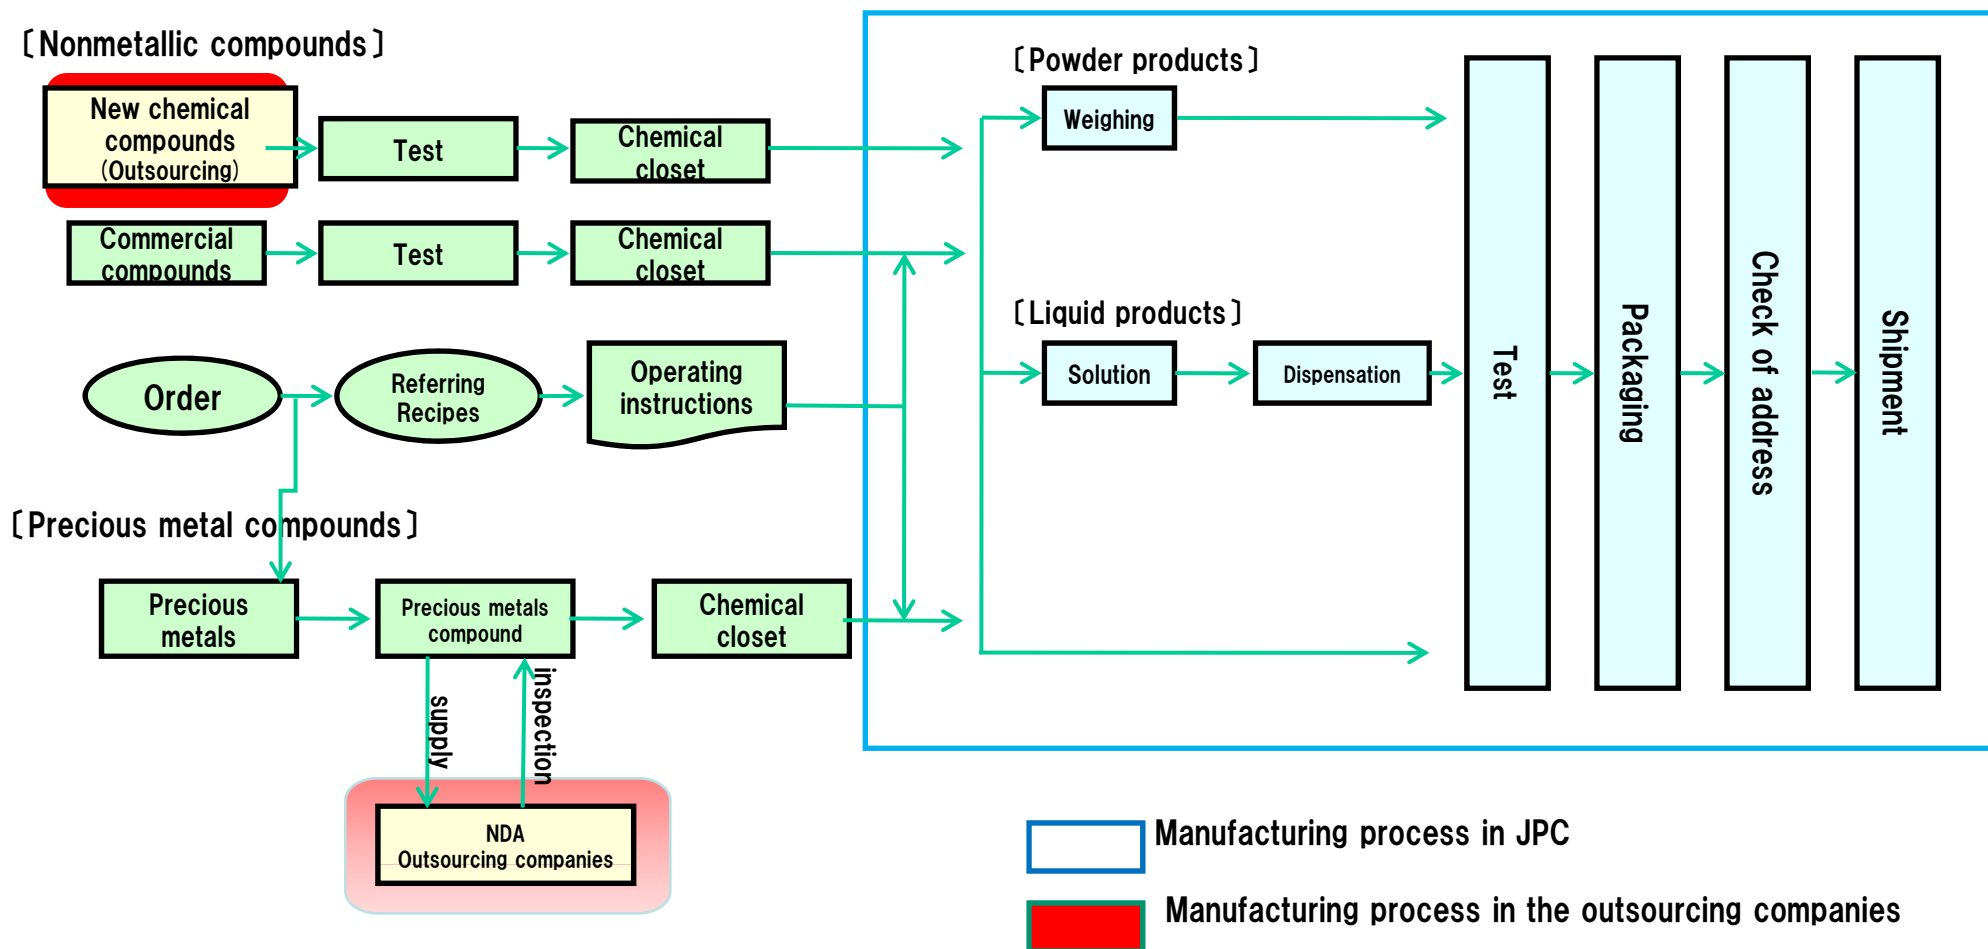 〔Nonmetallic compounds〕
New chemical
compounds
(Outsourcing)
Test
Chemical
closet
Commercial
compounds
Test
Chemical
closet
Order
Referring
Recipes
Operating
instructions
〔Precious metal compounds〕
Precious
metals
Precious metals
compound
Chemical
closet
supply
inspection
NDA
Outsourcing companies
〔Powder products〕
Weighing
〔Liquid products〕
Solution
Dispensation
Test
Packaging
Check of address
Shipment
Manufacturing process in JPC
Manufacturing process in the outsourcing companies